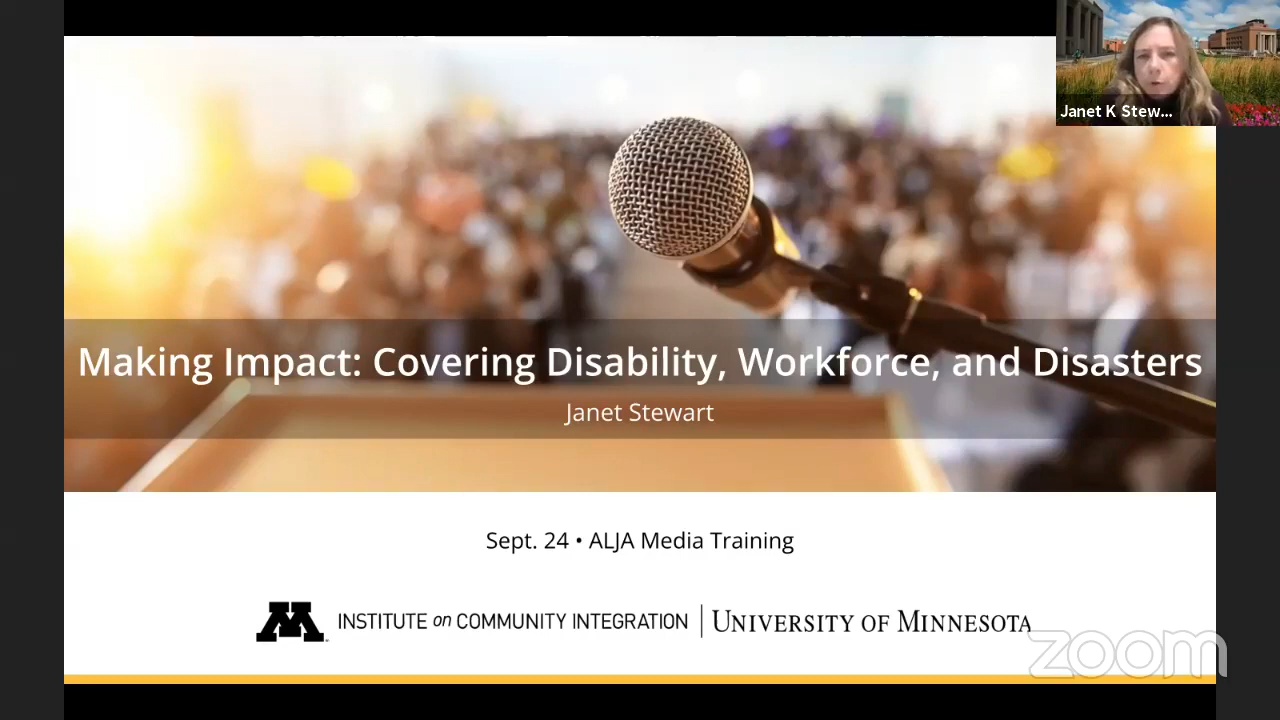 Janet K Stew...
Making Impact: Covering Disability, Workforce, and Disasters
Janet Stewart
Sept. 24 • ALJA Media Training
M INSTITUTE on COMMUNITY INTEGRATION | UNIVERSITY OF MINNESOTA
zoom